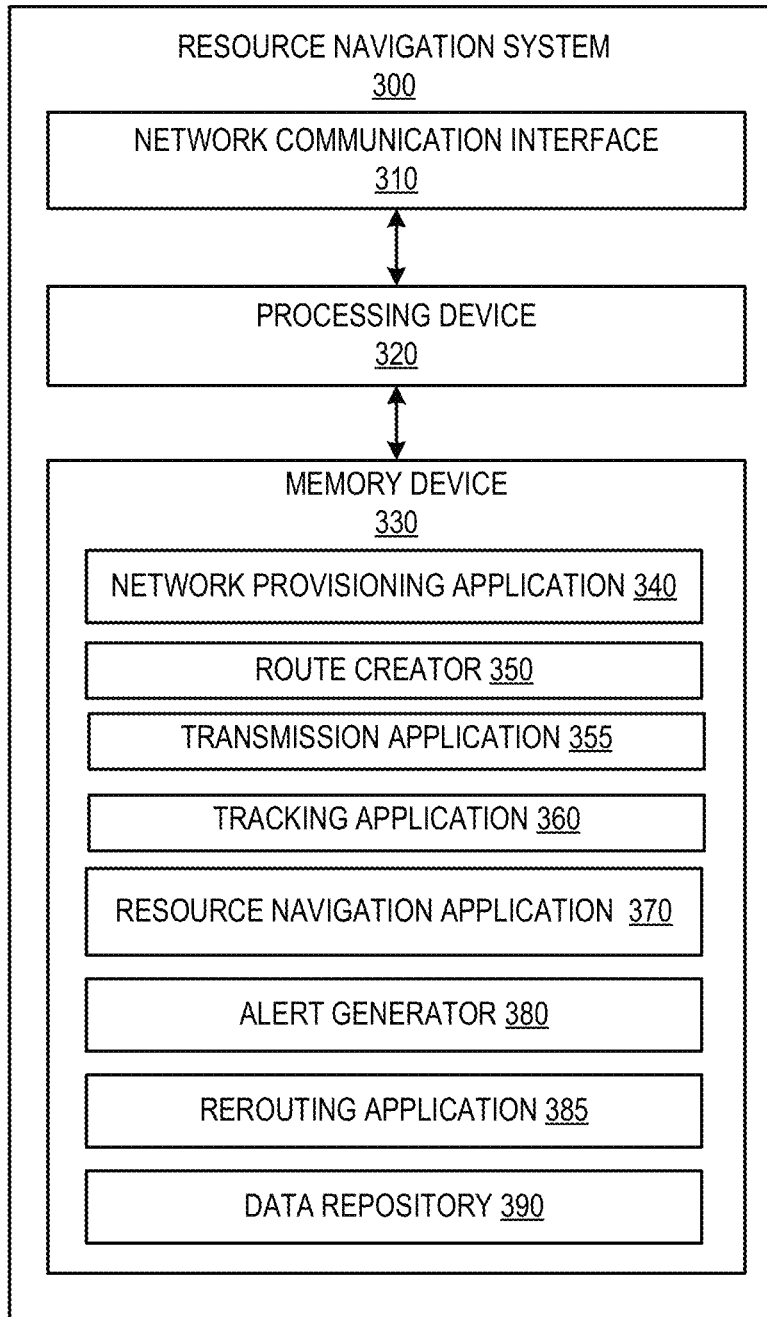 RESOURCE NAVIGATION SYSTEM
300
NETWORK COMMUNICATION INTERFACE
310
PROCESSING DEVICE
320
MEMORY DEVICE
330
NETWORK PROVISIONING APPLICATION 340
ROUTE CREATOR 350
TRANSMISSION APPLICATION 355
TRACKING APPLICATION 360
RESOURCE NAVIGATION APPLICATION 370
ALERT GENERATOR 380
REROUTING APPLICATION 385
DATA REPOSITORY 390